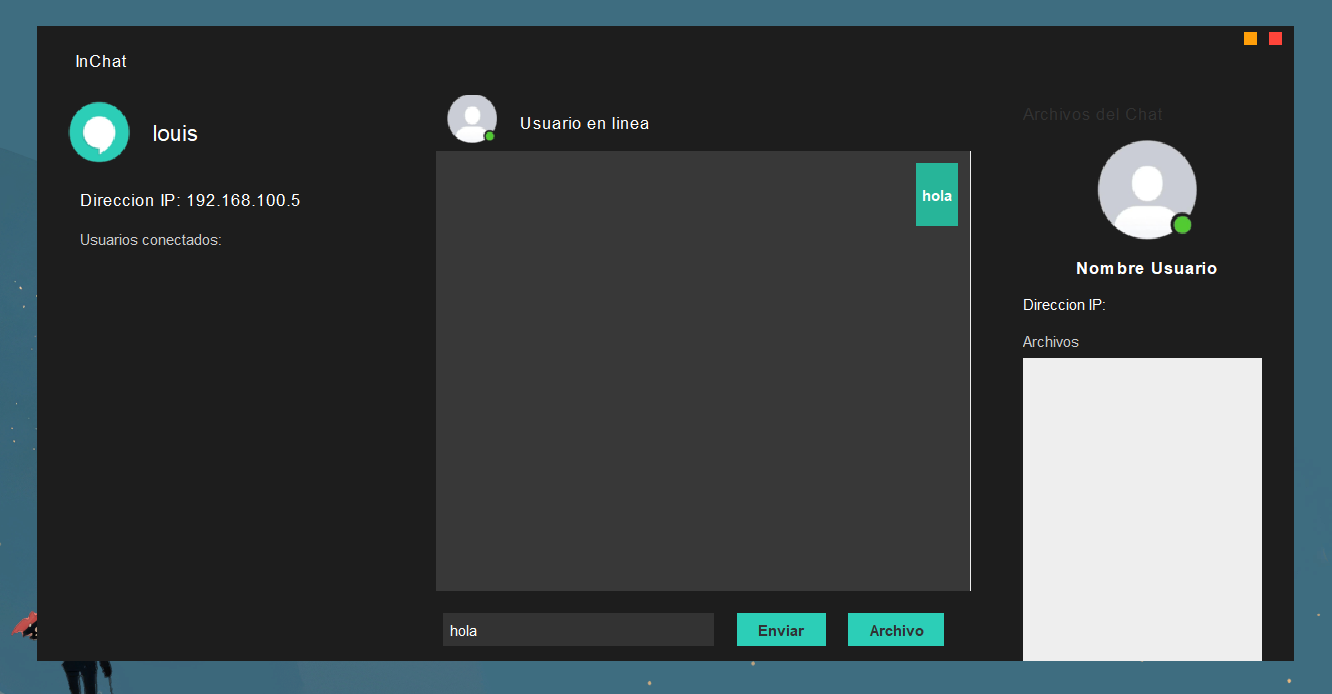 InChat
louis
Direccion IP: 192.168.100.5
Usuarios conectados:
Usuario en linea
hola
hola
Enviar
Archivo
Archivos del Chat
Nombre Usuario
Direccion IP:
Archivos